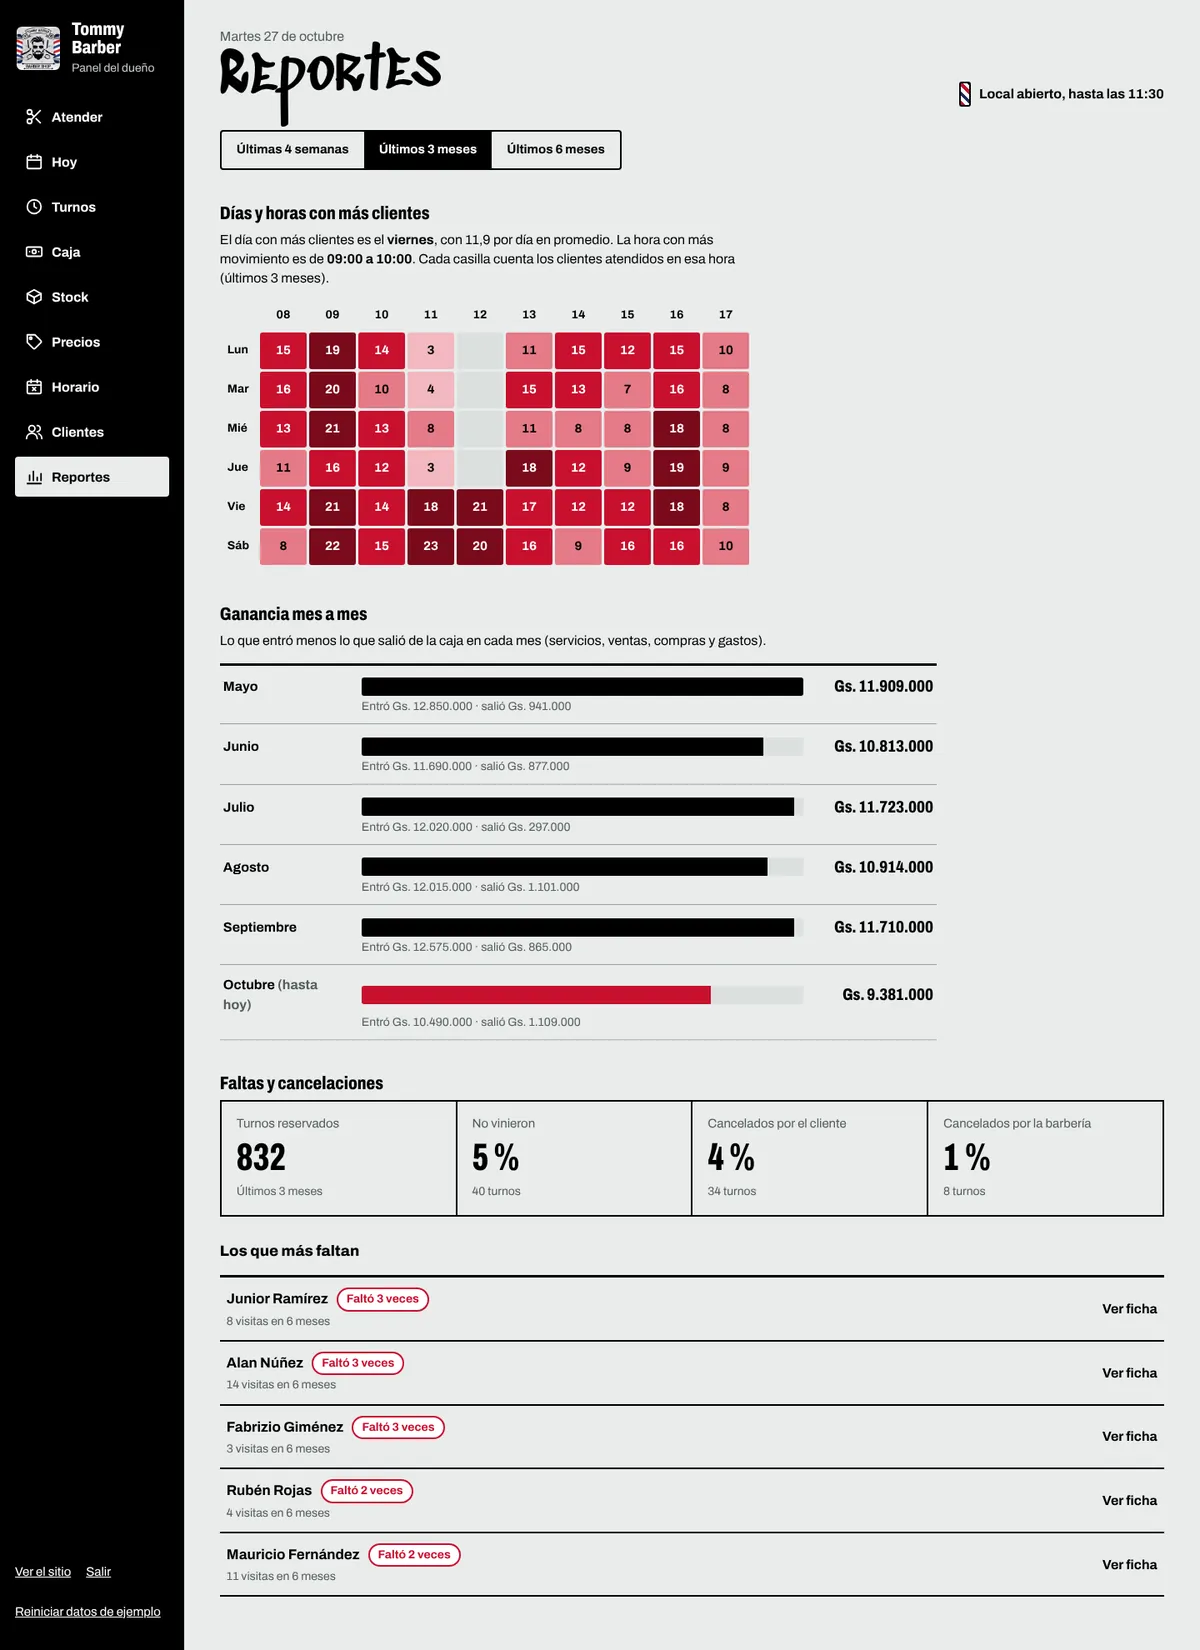 Tommy
Barber
Panel del dueño
Atender
Hoy
Turnos
Caja
Stock
Precios
Horario
Clientes
Reportes
Ver el sitio Salir
Reiniciar datos de ejemplo
Martes 27 de octubre
REPORTES
Local abierto, hasta las 11:30
Últimas 4 semanas Últimos 3 meses Últimos 6 meses
Días y horas con más clientes
El día con más clientes es el viernes, con 11,9 por día en promedio. La hora con más
movimiento es de 09:00 a 10:00. Cada casilla cuenta los clientes atendidos en esa hora
(últimos 3 meses).
08 09 10 11 12 13 14 15 16 17
Lun 15 19 14 3 11 15 12 15 10
Mar 16 20 10 4 15 13 7 16 8
Mié 13 21 13 8 11 8 8 18 8
Jue 11 16 12 3 18 12 9 19 9
Vie 14 21 14 18 21 17 12 12 18 8
Sáb 8 22 15 23 20 16 9 16 16 10
Ganancia mes a mes
Lo que entró menos lo que salió de la caja en cada mes (servicios, ventas, compras y gastos).
Mayo Gs. 11.909.000
Entró Gs. 12.850.000 · salió Gs. 941.000
Junio Gs. 10.813.000
Entró Gs. 11.690.000 · salió Gs. 877.000
Julio Gs. 11.723.000
Entró Gs. 12.020.000 · salió Gs. 297.000
Agosto Gs. 10.914.000
Entró Gs. 12.015.000 · salió Gs. 1.101.000
Septiembre Gs. 11.710.000
Entró Gs. 12.575.000 · salió Gs. 865.000
Octubre (hasta
hoy) Gs. 9.381.000
Entró Gs. 10.490.000 · salió Gs. 1.109.000
Faltas y cancelaciones
Turnos reservados No vinieron Cancelados por el cliente Cancelados por la barbería
832 5 % 4 % 1 %
Últimos 3 meses 40 turnos 34 turnos 8 turnos
Los que más faltan
Junior Ramírez Faltó 3 veces
8 visitas en 6 meses
Ver ficha
Alan Núñez Faltó 3 veces
14 visitas en 6 meses
Ver ficha
Fabrizio Giménez Faltó 3 veces
3 visitas en 6 meses
Ver ficha
Rubén Rojas Faltó 2 veces
4 visitas en 6 meses
Ver ficha
Mauricio Fernández Faltó 2 veces
11 visitas en 6 meses
Ver ficha